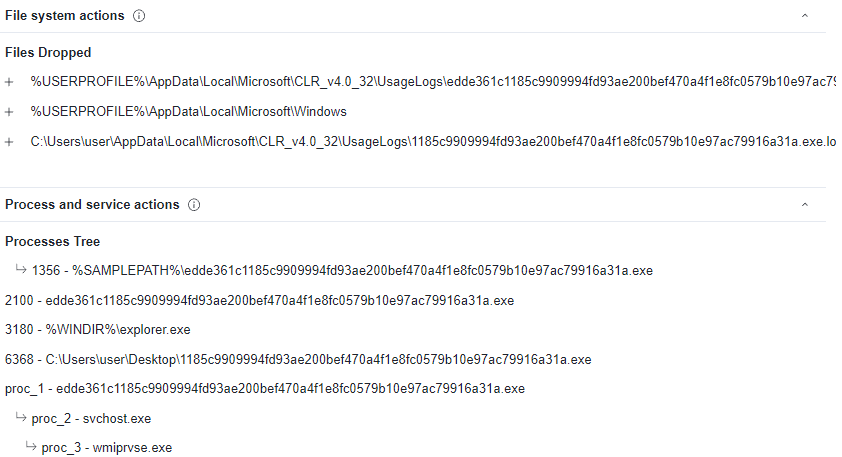 File system actions
Files Dropped
+ %USERPROFILE%\AppData\Local\Microsoft\CLR_v4.0_32\UsageLogs\edde361c1185c9909994fd93ae200bef470a4f1e8fc0579b10e97ac79
+ %USERPROFILE%\AppData\Local\Microsoft\Windows
+ C:\Users\user\AppData\Local\Microsoft\CLR_v4.0_32\UsageLogs\1185c9909994fd93ae200bef470a4f1e8fc0579b10e97ac79916a31a.exe.lo
Process and service actions
Processes Tree
1356 - %SAMPLEPATH%\edde361c1185c9909994fd93ae200bef470a4f1e8fc0579b10e97ac79916a31a.exe
2100 - edde361c1185c9909994fd93ae200bef470a4f1e8fc0579b10e97ac79916a31a.exe
3180 - %WINDIR%\explorer.exe
6368 - C:\Users\user\Desktop\1185c9909994fd93ae200bef470a4f1e8fc0579b10e97ac79916a31a.exe
proc_1 - edde361c1185c9909994fd93ae200bef470a4f1e8fc0579b10e97ac79916a31a.exe
proc_2 - svchost.exe
proc_3 - wmiprvse.exe